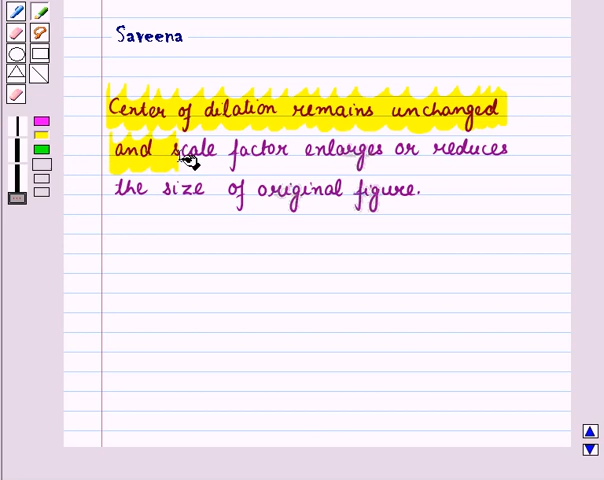 Saveena
Center of dilation remains unchanged
and scale factor enlarges or reduces
the size of original figure.